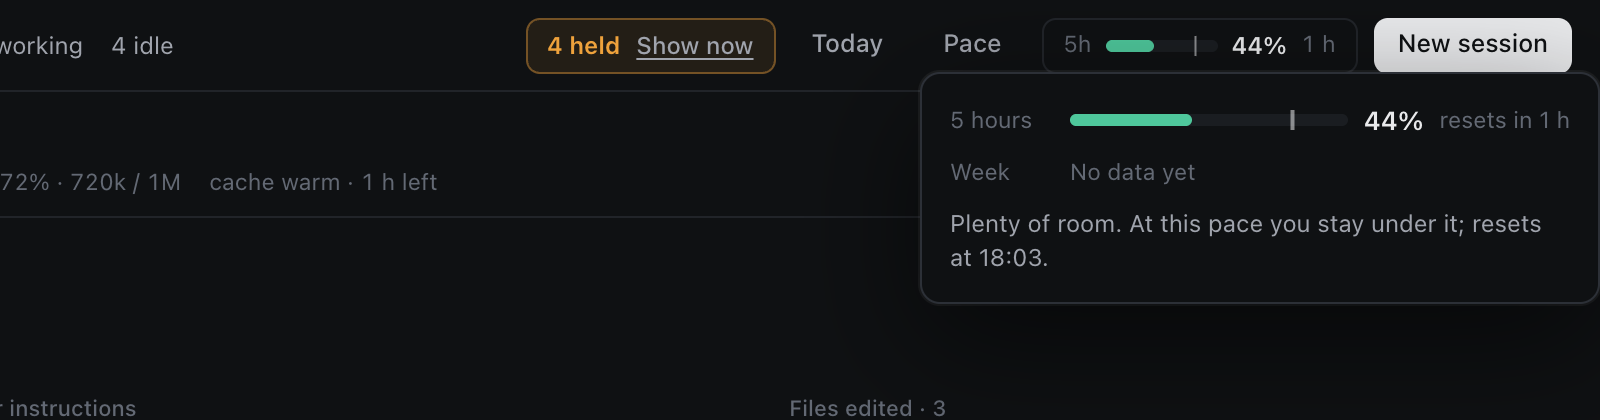 working 4 idle
4 held Show now
Today
Pace
5h 44% 1 h
New session
5 hours 44% resets in 1 h
Week No data yet
Plenty of room. At this pace you stay under it; resets
at 18:03.
72% · 720k / 1M cache warm · 1 h left
instructions
Files edited · 3